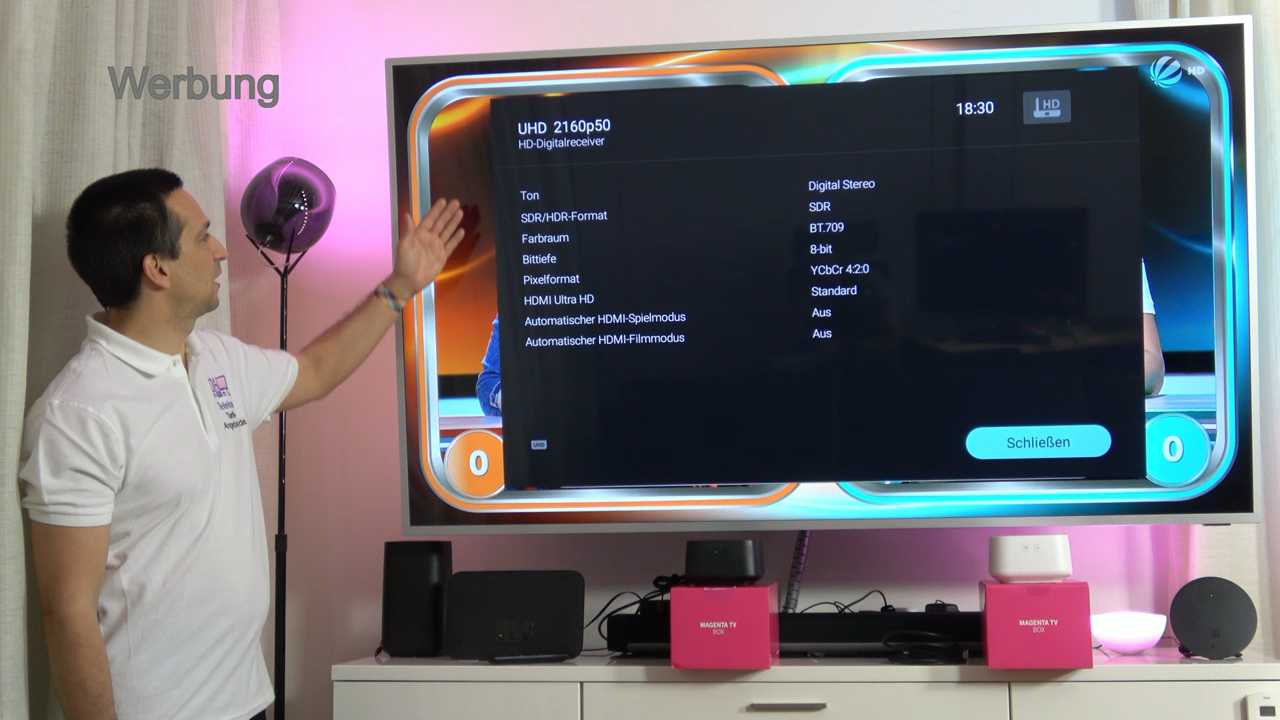 Werbung
HD
18:30
HD
UHD 2160p50
HD-Digitalreceiver
Ton Digital Stereo
SDR/HDR-Format SDR
Farbraum BT.709
Bittiefe 8-bit
Pixelformat YCbCr 4:2:0
HDMI Ultra HD Standard
Automatischer HDMI-Spielmodus Aus
Automatischer HDMI-Filmmodus Aus
UHD
Schließen
0
0
MAGENTA TV
BOX
MAGENTA TV
BOX